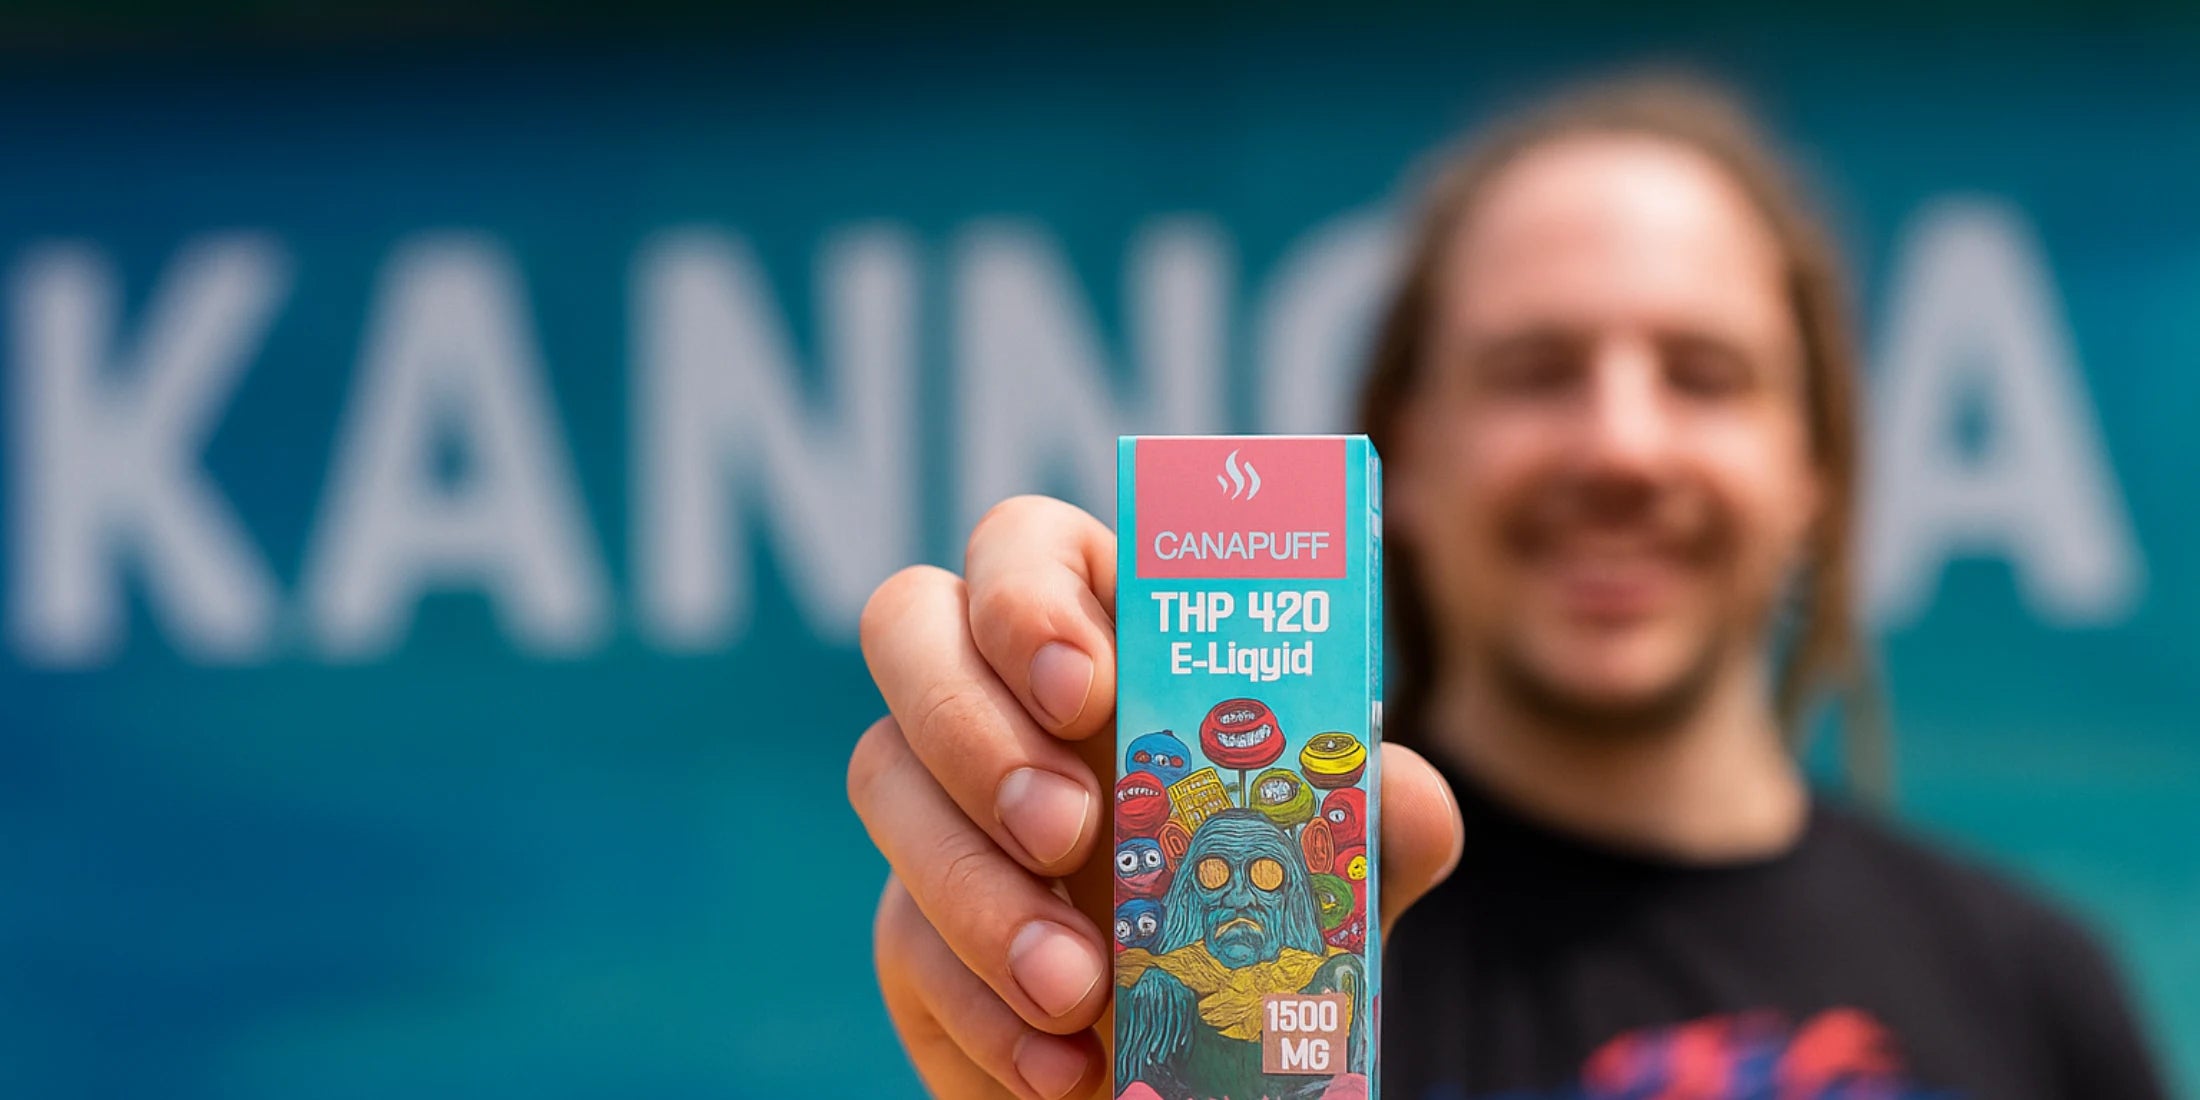 CANAPUFF
THP 420
E-Liqyid
1500
MG